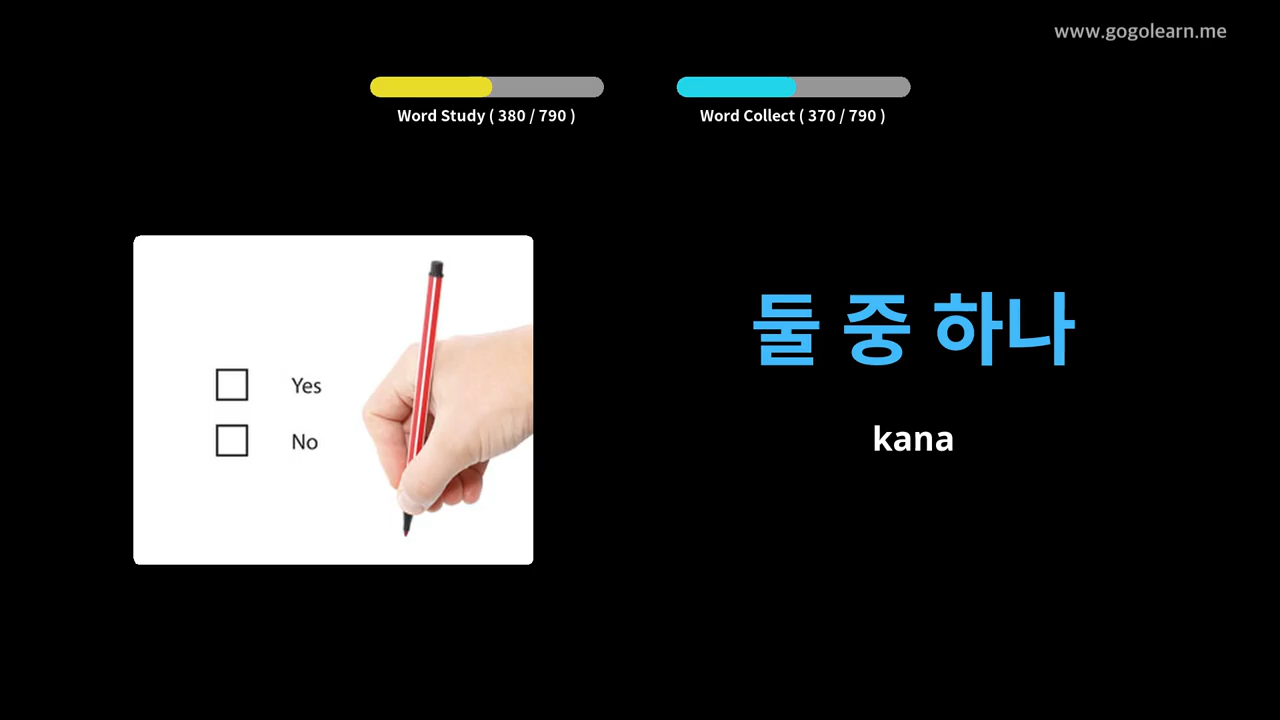 www.gogolearn.me
Word Study ( 380 / 790 )
Word Collect ( 370 / 790 )
Yes
No
둘 중 하나
kana